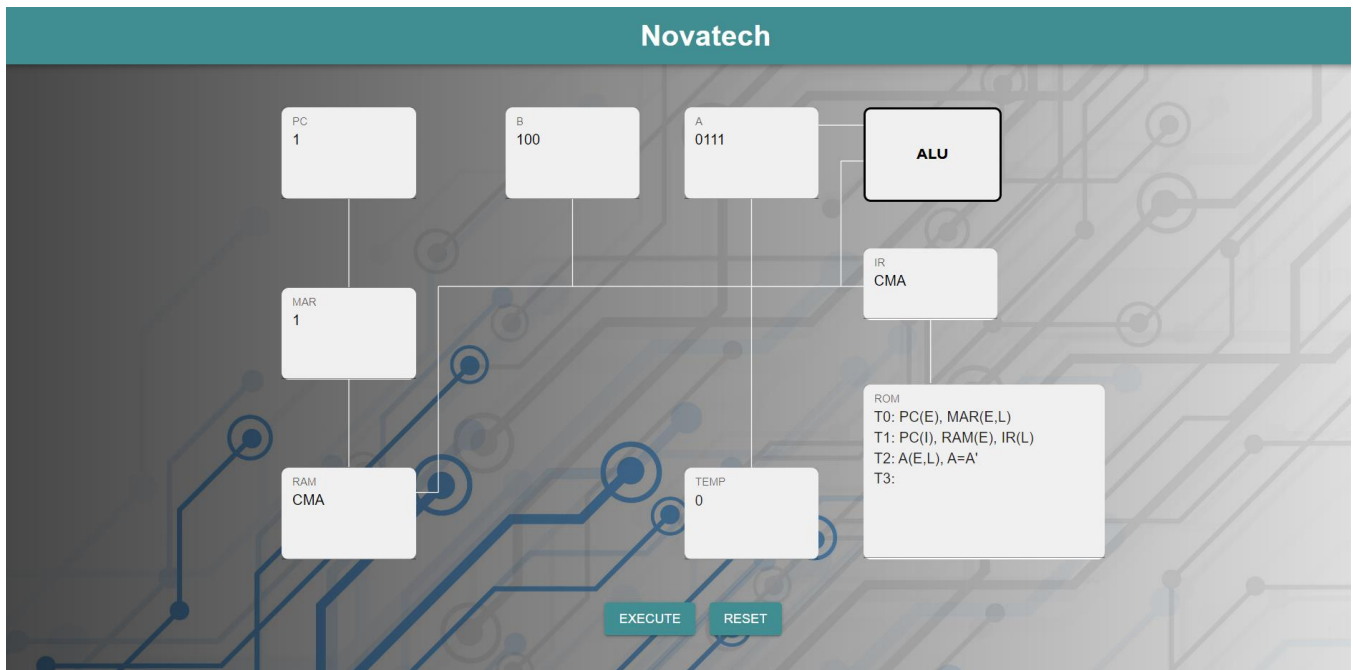 Novatech
PC
1
B
100
A
0111
ALU
IR
CMA
MAR
1
ROM
T0: PC(E), MAR(E,L)
T1: PC(I), RAM(E), IR(L)
T2: A(E,L), A=A'
T3:
RAM
CMA
TEMP
0
EXECUTE
RESET